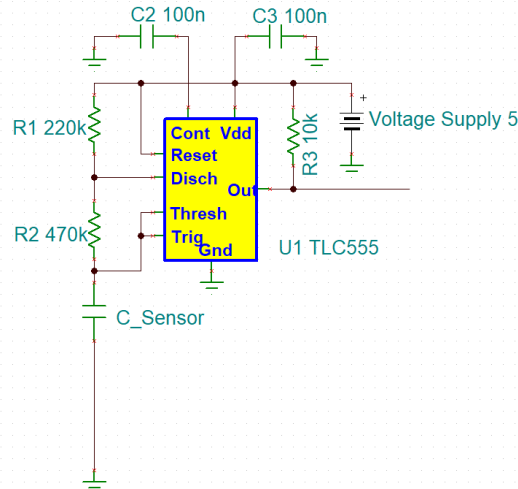 C2 100n
C3 100n
R1 220k
Cont Vdd
Reset
Disch
Out
Thresh
Trig
Gnd
R3 10k
+
Voltage Supply 5
R2 470k
U1 TLC555
C_Sensor